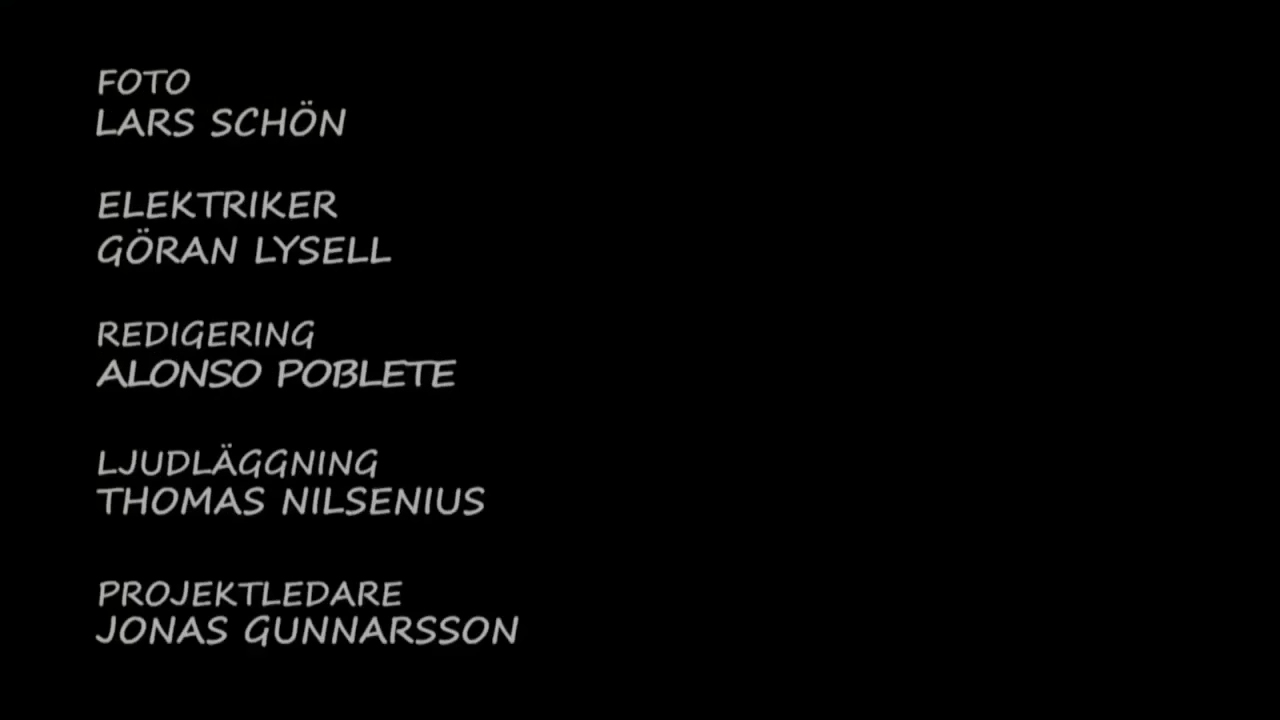 FOTO
LARS SCHÖN
ELEKTRIKER
GÖRAN LYSELL
REDIGERING
ALONSO POBLETE
LJUDLÄGGNING
THOMAS NILSENIUS
PROJEKTLEDARE
JONAS GUNNARSSON